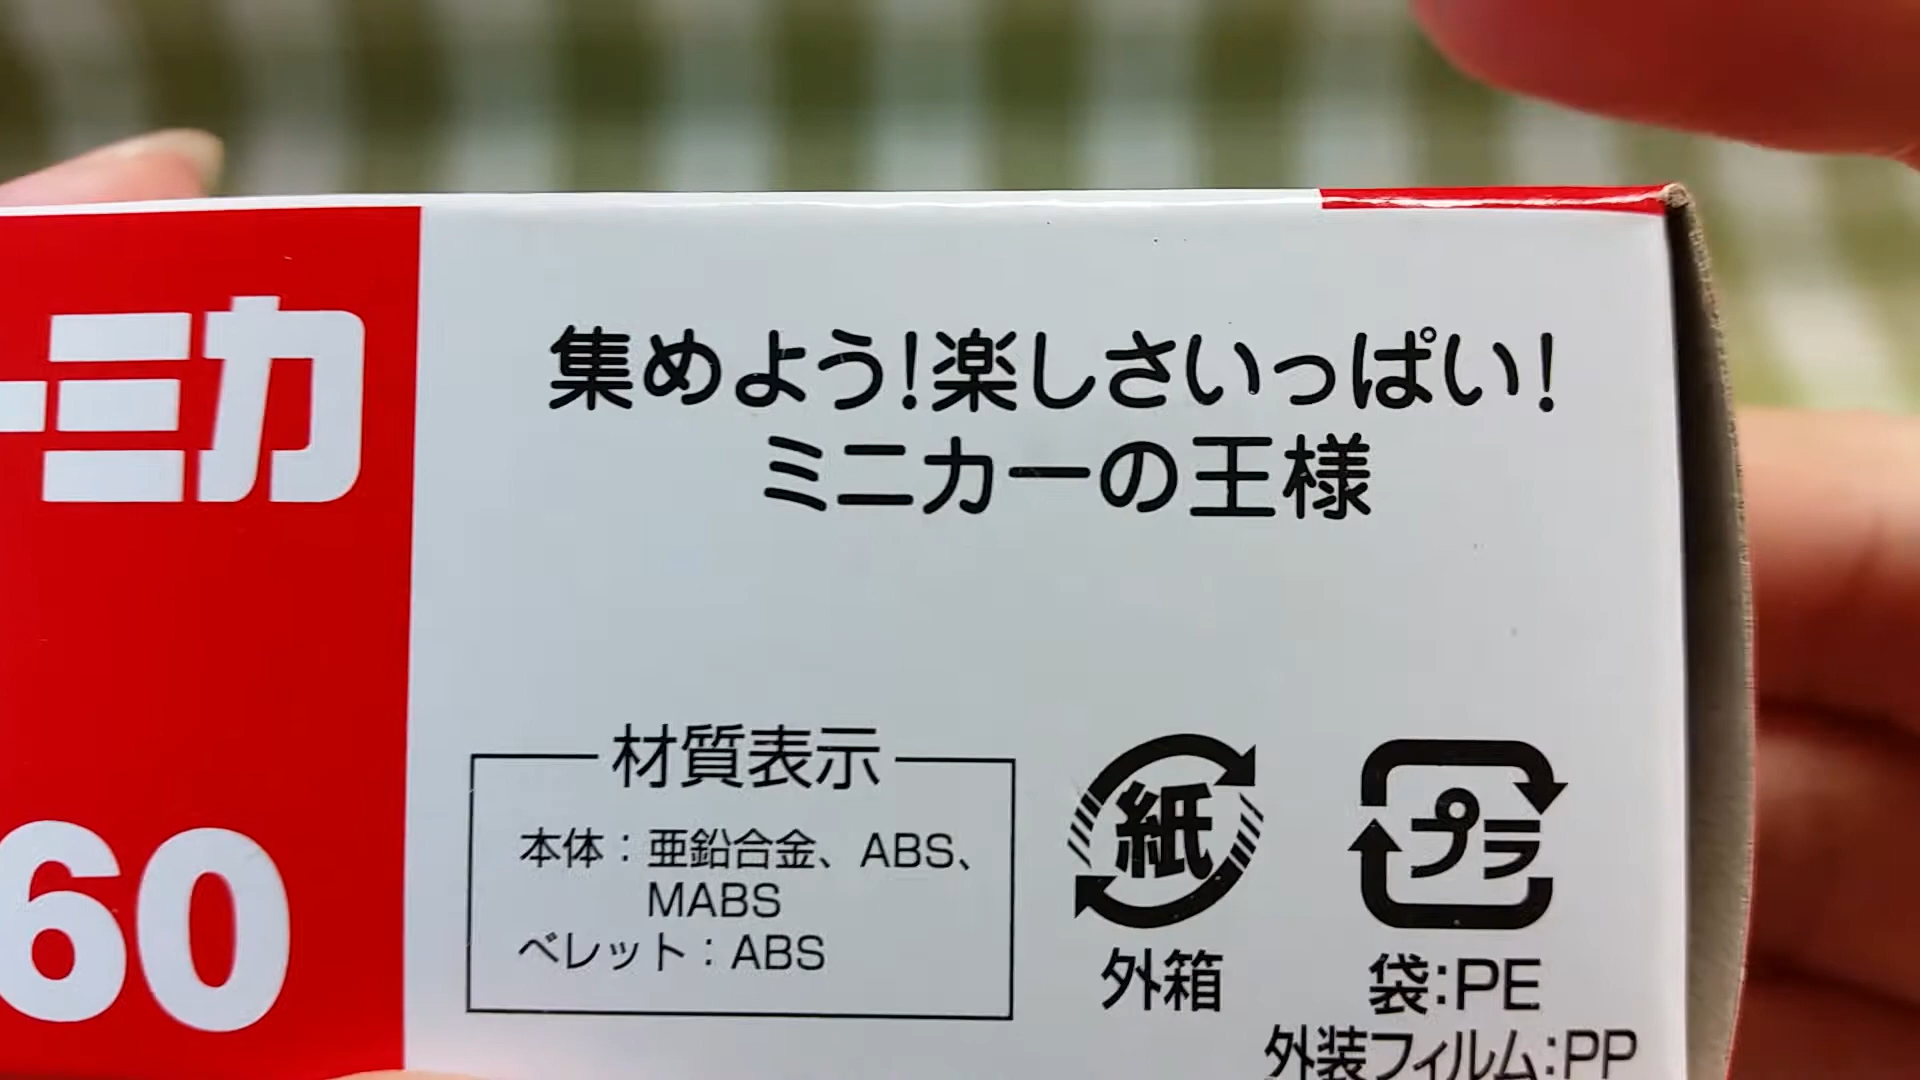 ーミカ
60
集めよう!楽しさいっぱい!
ミニカーの王様
材質表示
本体：亜鉛合金、ABS、
MABS
ベレット：ABS
紙
外箱
プラ
袋:PE
外装フィルム:PP